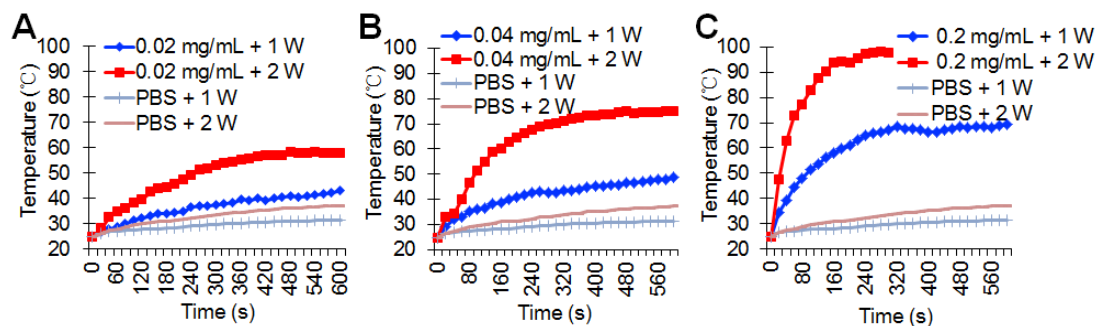 A
Temperature (℃)
100
90
80
70
60
50
40
30
20
0.02 mg/mL + 1 W
0.02 mg/mL + 2 W
PBS + 1 W
PBS + 2 W
0
60
120
180
240
300
360
420
480
540
600
Time (s)
B
Temperature (℃)
100
90
80
70
60
50
40
30
20
0.04 mg/mL + 1 W
0.04 mg/mL + 2 W
PBS + 1 W
PBS + 2 W
0
80
160
240
320
400
480
560
Time (s)
C
Temperature (℃)
100
90
80
70
60
50
40
30
20
0.2 mg/mL + 1 W
0.2 mg/mL + 2 W
PBS + 1 W
PBS + 2 W
0
80
160
240
320
400
480
560
Time (s)